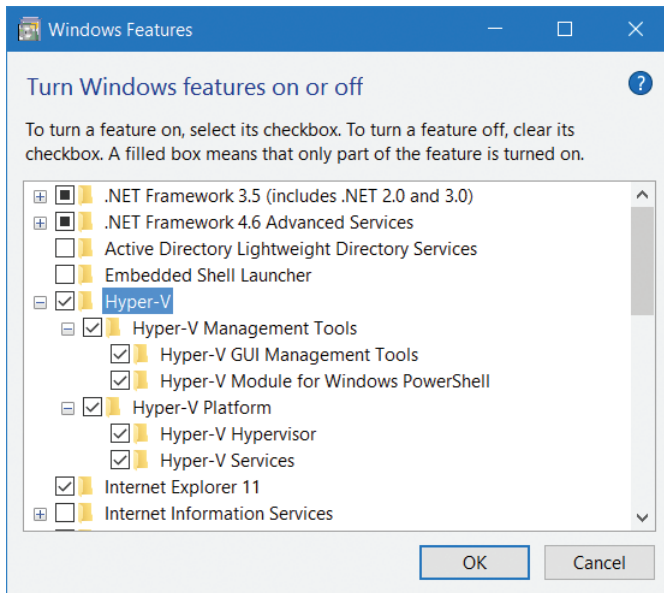 Windows Features
Turn Windows features on or off
?
To turn a feature on, select its checkbox. To turn a feature off, clear its
checkbox. A filled box means that only part of the feature is turned on.
.NET Framework 3.5 (includes .NET 2.0 and 3.0)
.NET Framework 4.6 Advanced Services
Active Directory Lightweight Directory Services
Embedded Shell Launcher
Hyper-V
Hyper-V Management Tools
Hyper-V GUI Management Tools
Hyper-V Module for Windows PowerShell
Hyper-V Platform
Hyper-V Hypervisor
Hyper-V Services
Internet Explorer 11
Internet Information Services
OK
Cancel